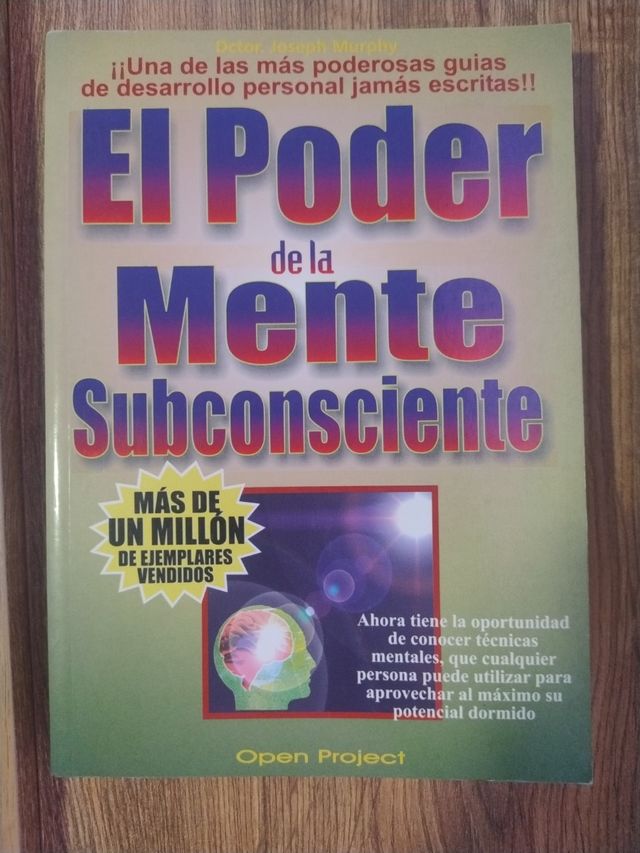 Dctor. Joseph Murphy
¡¡Una de las más poderosas guias
de desarrollo personal jamás escritas!!
El Poder
de la
Mente
Subconsciente
MÁS DE
UN MILLÓN
DE EJEMPLARES
VENDIDOS
Ahora tiene la oportunidad
de conocer técnicas
mentales, que cualquier
persona puede utilizar para
aprovechar al máximo su
potencial dormido
Open Project